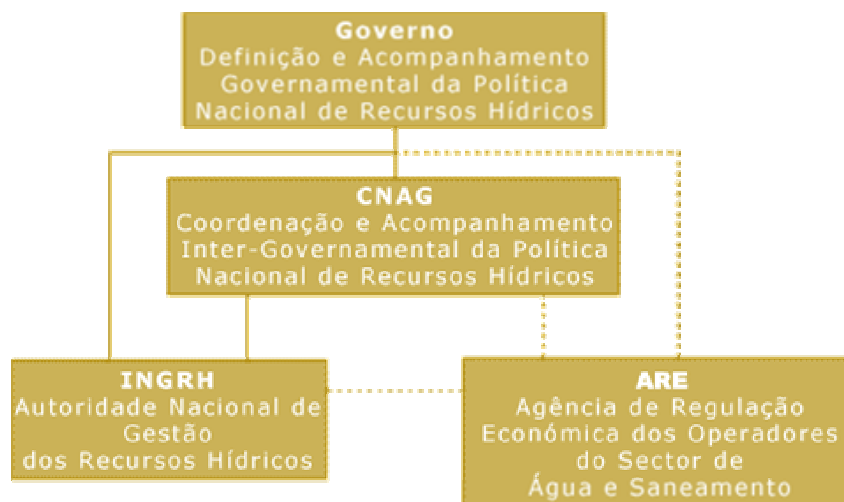 Governo
Definição e Acompanhamento
Governamental da Política
Nacional de Recursos Hídricos
CNAG
Coordenação e Acompanhamento
Inter-Governamental da Política
Nacional de Recursos Hídricos
INGRH
Autoridade Nacional de
Gestão
dos Recursos Hídricos
ARE
Agência de Regulação
Económica dos Operadores
do Sector de
Água e Saneamento